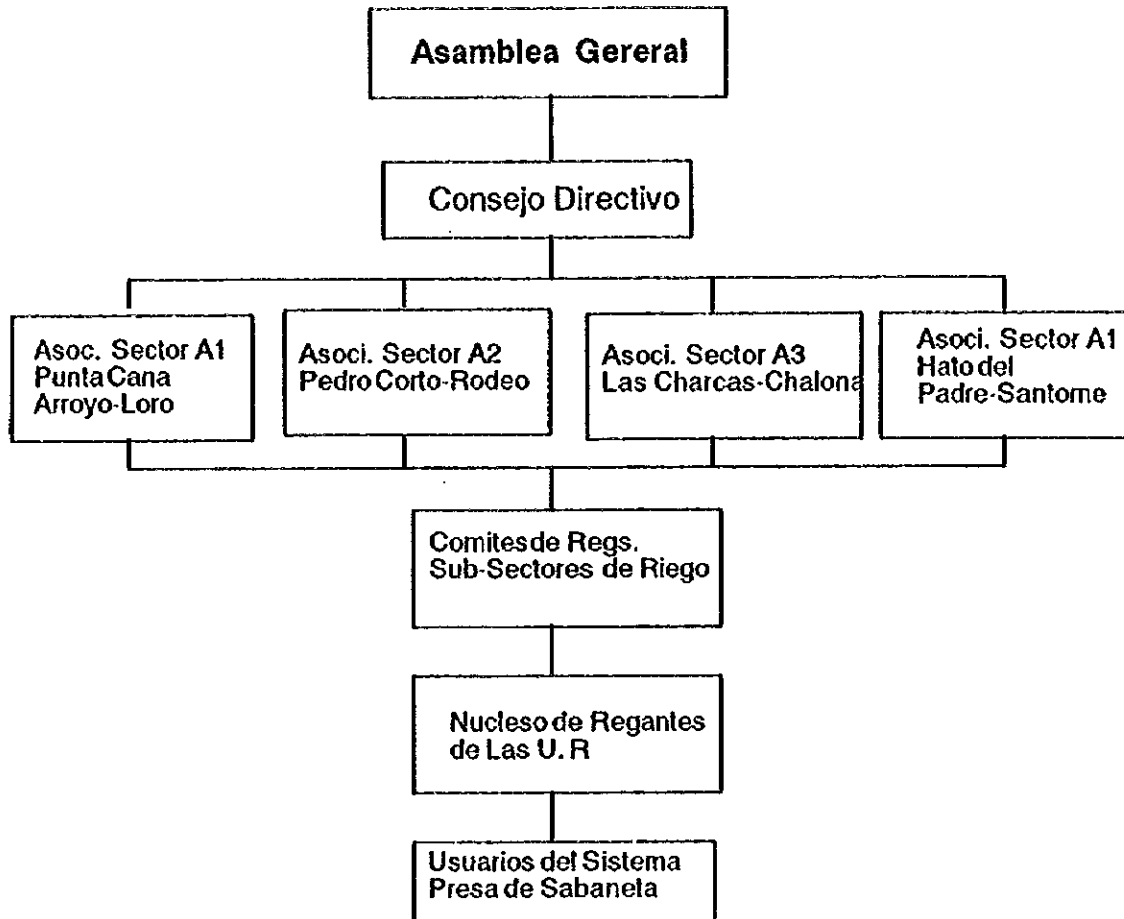 Asamblea Gereral
Consejo Directivo
Asoc. Sector A1
Punta Cana
Arroyo-Loro
Asoci. Sector A2
Pedro Corto-Rodeo
Asoci. Sector A3
Las Charcas-Chalona
Asoci. Sector A1
Hato del
Padre-Santome
Comites de Regs.
Sub-Sectores de Riego
Nucleso de Regantes
de Las U. R
Usuarios del Sistema
Presa de Sabaneta